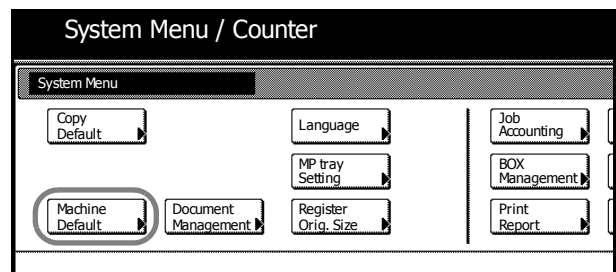 System Menu / Counter
System Menu
Copy
Default
Language
Job
Accounting
MP tray
Setting
BOX
Management
Machine
Default
Document
Management
Register
Orig. Size
Print
Report